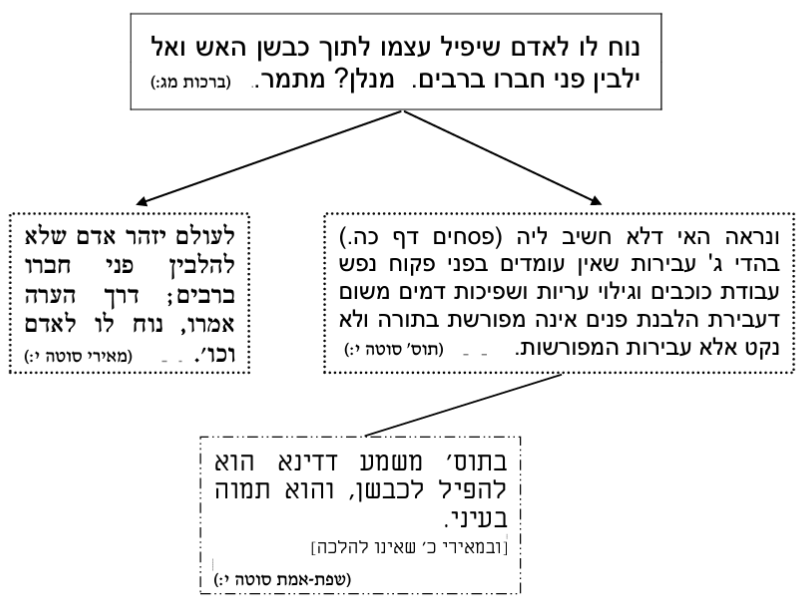 נוח לו לאדם שיפיל עצמו לתוך כבשן האש ואל
ילבין פני חברו ברבים. מנלן? מתמר. (ברכות מג:)
ונראה האי דלא חשיב ליה (פסחים דף כה.)
בהדי ג' עבירות שאין עומדים בפני פקוח נפש
עבודת כוכבים וגילוי עריות ושפיכות דמים משום
דעבירת הלבנת פנים אינה מפורשת בתורה ולא
נקט אלא עבירות המפורשות. (תוס' סוטה י:)
לעולם יזהר אדם שלא
להלבין פני חברו
ברבים; דרך הערה
אמרו, נוח לו לאדם
וכו'. (מאירי סוטה י:)
בתוס' משמע דדינא הוא
להפיל לכבשן, והוא תמוה
בעיני.
[ובמאירי כ' שאינו להלכה]
(שפת-אמת סוטה י:)